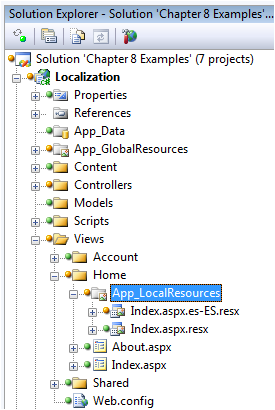 Solution Explorer - Solution 'Chapter 8 Examples'...
Solution 'Chapter 8 Examples' (7 projects)
Localization
Properties
References
App_Data
App_GlobalResources
Content
Controllers
Models
Scripts
Views
Account
Home
App_LocalResources
Index.aspx.es-ES.resx
Index.aspx.resx
About.aspx
Index.aspx
Shared
Web.config